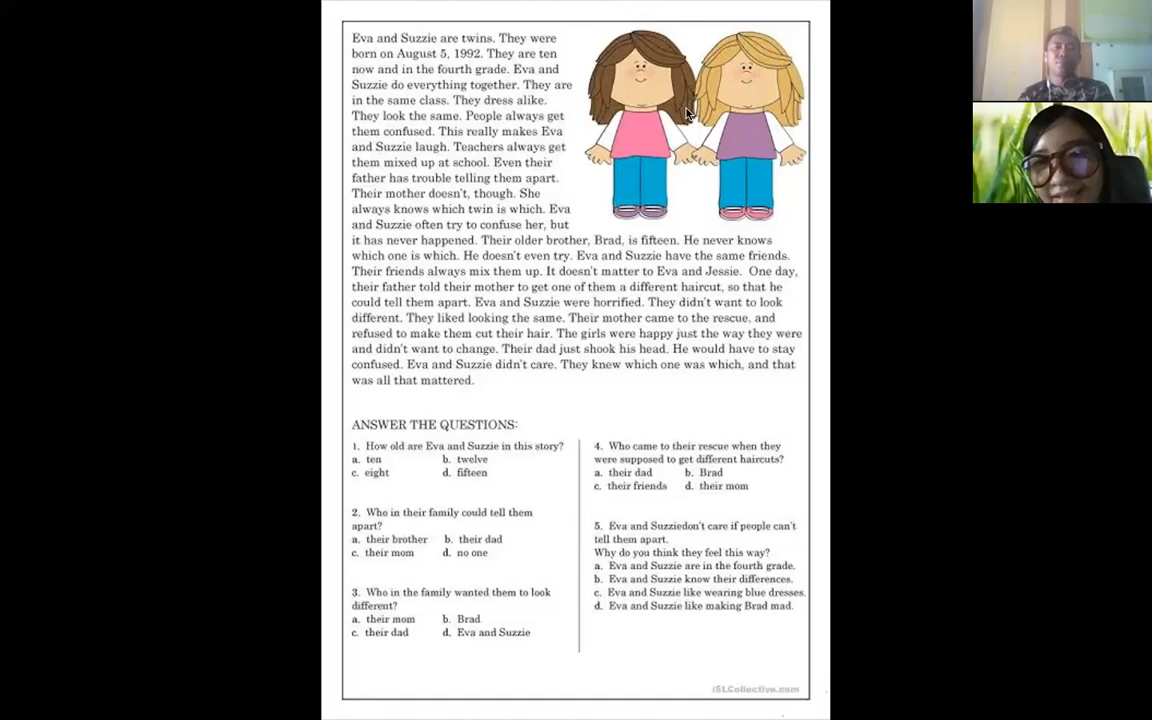 Eva and Suzzie are twins. They were
born on August 5, 1992. They are ten
now and in the fourth grade. Eva and
Suzzie do everything together. They are
in the same class. They dress alike.
They look the same. People always get
them confused. This really makes Eva
and Suzzie laugh. Teachers always get
them mixed up at school. Even their
father has trouble telling them apart.
Their mother doesn't, though. She
always knows which twin is which. Eva
and Suzzie often try to confuse her, but
it has never happened. Their older brother, Brad, is fifteen. He never knows
which one is which. He doesn't even try. Eva and Suzzie have the same friends.
Their friends always mix them up. It doesn't matter to Eva and Jessie. One day,
their father told their mother to get one of them a different haircut, so that he
could tell them apart. Eva and Suzzie were horrified. They didn't want to look
different. They liked looking the same. Their mother came to the rescue, and
refused to make them cut their hair. The girls were happy just the way they were
and didn't want to change. Their dad just shook his head. He would have to stay
confused. Eva and Suzzie didn't care. They knew which one was which, and that
was all that mattered.
ANSWER THE QUESTIONS:
1. How old are Eva and Suzzie in this story?
a. ten b. twelve
c. eight d. fifteen
2. Who in their family could tell them
apart?
a. their brother b. their dad
c. their mom d. no one
3. Who in the family wanted them to look
different?
a. their mom b. Brad
c. their dad d. Eva and Suzzie
4. Who came to their rescue when they
were supposed to get different haircuts?
a. their dad b. Brad
c. their friends d. their mom
5. Eva and Suzziedon't care if people can't
tell them apart.
Why do you think they feel this way?
a. Eva and Suzzie are in the fourth grade.
b. Eva and Suzzie know their differences.
c. Eva and Suzzie like wearing blue dresses.
d. Eva and Suzzie like making Brad mad.
iSLCollective.com